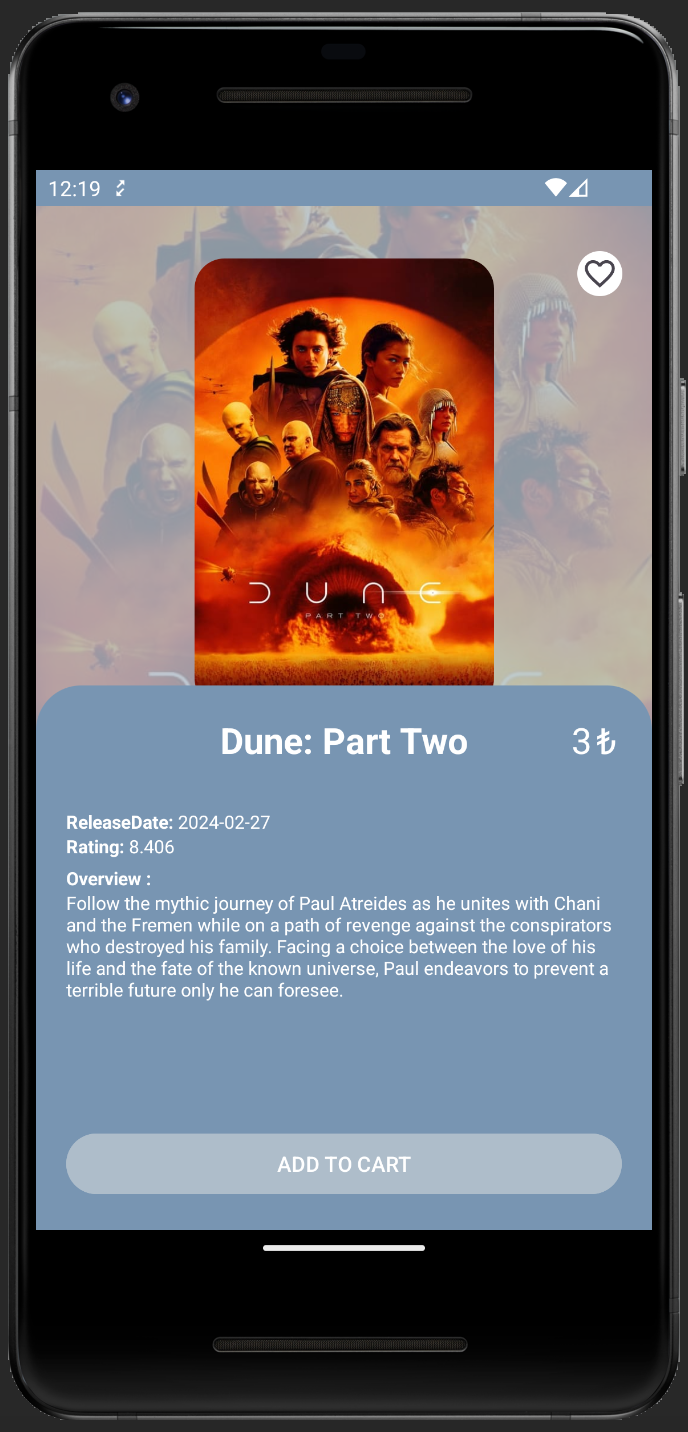 12:19
DUNE
PART TWO
Dune: Part Two
3₺
ReleaseDate: 2024-02-27
Rating: 8.406
Overview :
Follow the mythic journey of Paul Atreides as he unites with Chani
and the Fremen while on a path of revenge against the conspirators
who destroyed his family. Facing a choice between the love of his
life and the fate of the known universe, Paul endeavors to prevent a
terrible future only he can foresee.
ADD TO CART